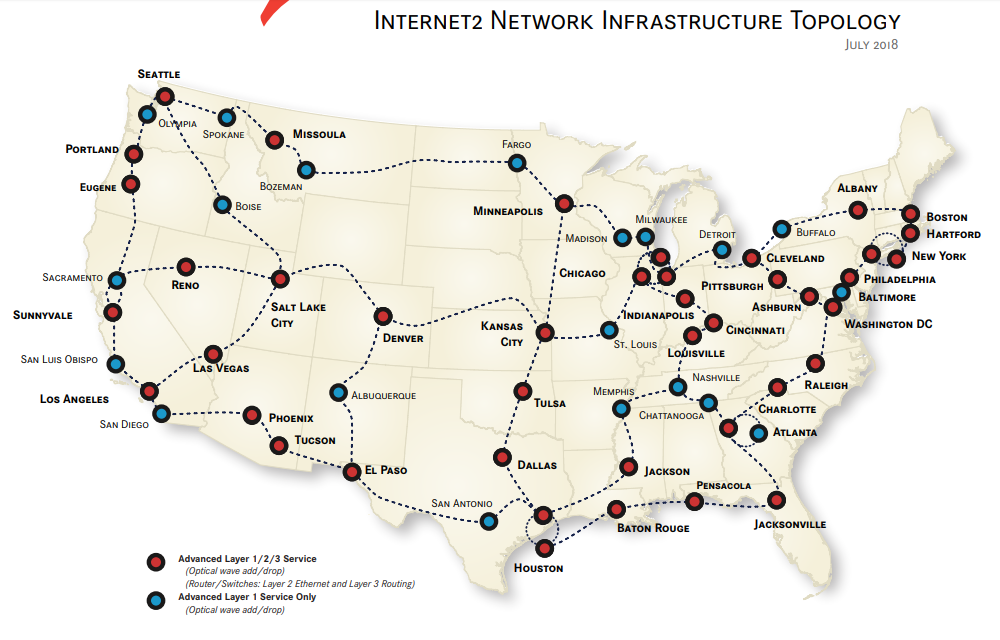 Internet2 Network Infrastructure Topology
July 2018
Seattle
Olympia
Spokane
Missoula
Portland
Eugene
Bozeman
Boise
Fargo
Minneapolis
Madison
Milwaukee
Detroit
Albany
Buffalo
Boston
Hartford
New York
Cleveland
Chicago
Sacramento
Reno
Salt Lake
City
Sunnyvale
Pittsburgh
Philadelphia
Baltimore
Ashburn
Washington DC
Indianapolis
Cincinnati
Denver
Kansas
City
St. Louis
Louisville
San Luis Obispo
Las Vegas
Los Angeles
San Diego
Albuquerque
Phoenix
Tucson
El Paso
Tulsa
Dallas
Memphis
Nashville
Chattanooga
Raleigh
Charlotte
Atlanta
Jackson
San Antonio
Houston
Baton Rouge
Pensacola
Jacksonville
Advanced Layer 1/2/3 Service
(Optical wave add/drop)
(Router/Switches: Layer 2 Ethernet and Layer 3 Routing)
Advanced Layer 1 Service Only
(Optical wave add/drop)